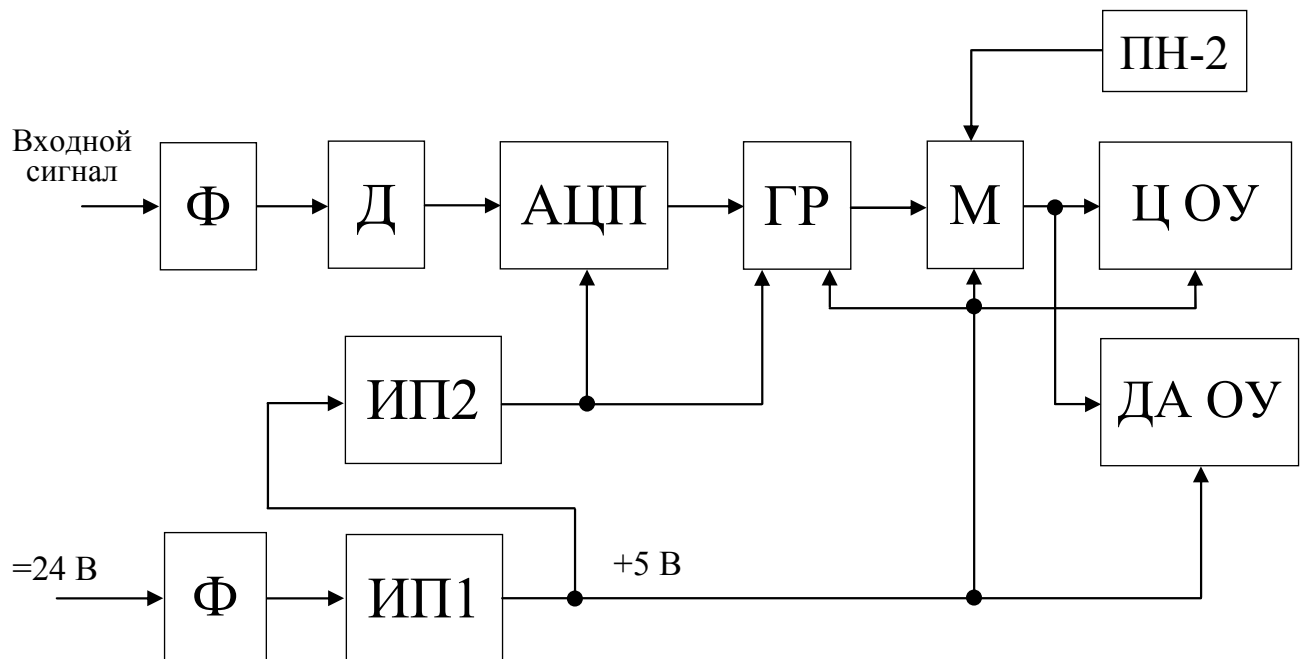 ПН-2
Входной
сигнал
Ф
Д
АЦП
ГР
М
Ц ОУ
ИП2
ДА ОУ
=24 В
Ф
ИП1
+5 В